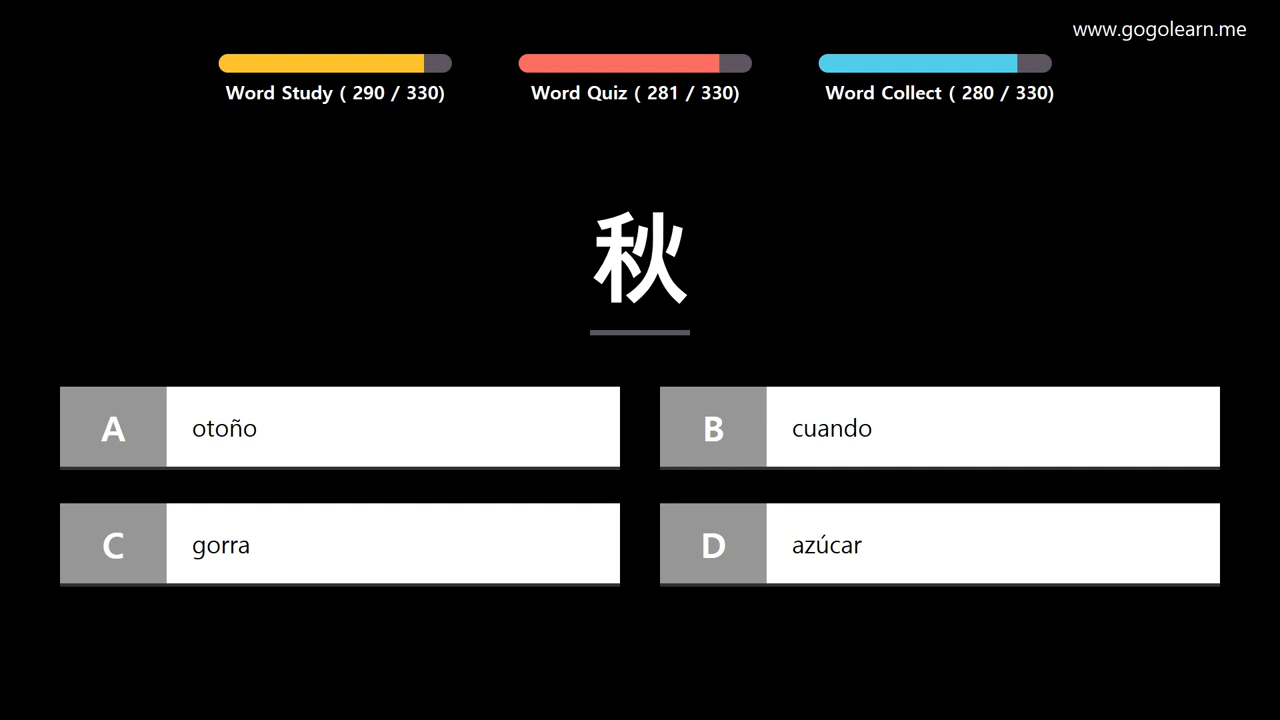 www.gogolearn.me
Word Study ( 290 / 330)
Word Quiz ( 281 / 330)
Word Collect ( 280 / 330)
秋
A otoño
B cuando
C gorra
D azúcar